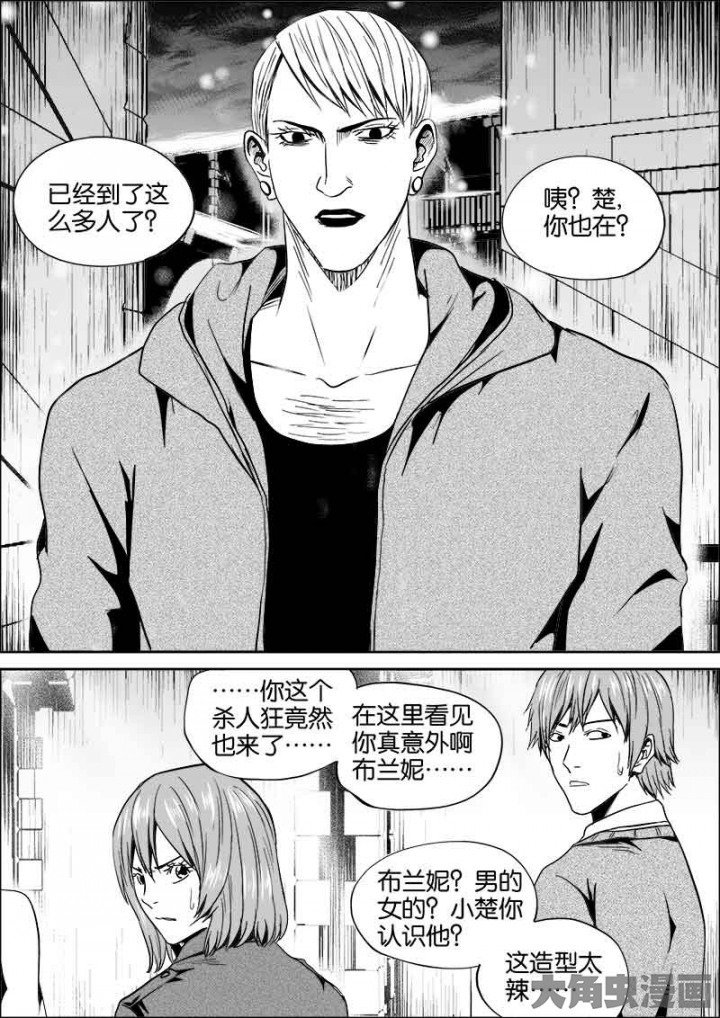 已经到了这
么多人了？
咦？楚，
你也在？
……你这个
杀人狂竟然
也来了……
在这里看见
你真意外啊
布兰妮……
布兰妮？男的
女的？小楚你
认识他？
这造型太
辣……
大角虫漫画